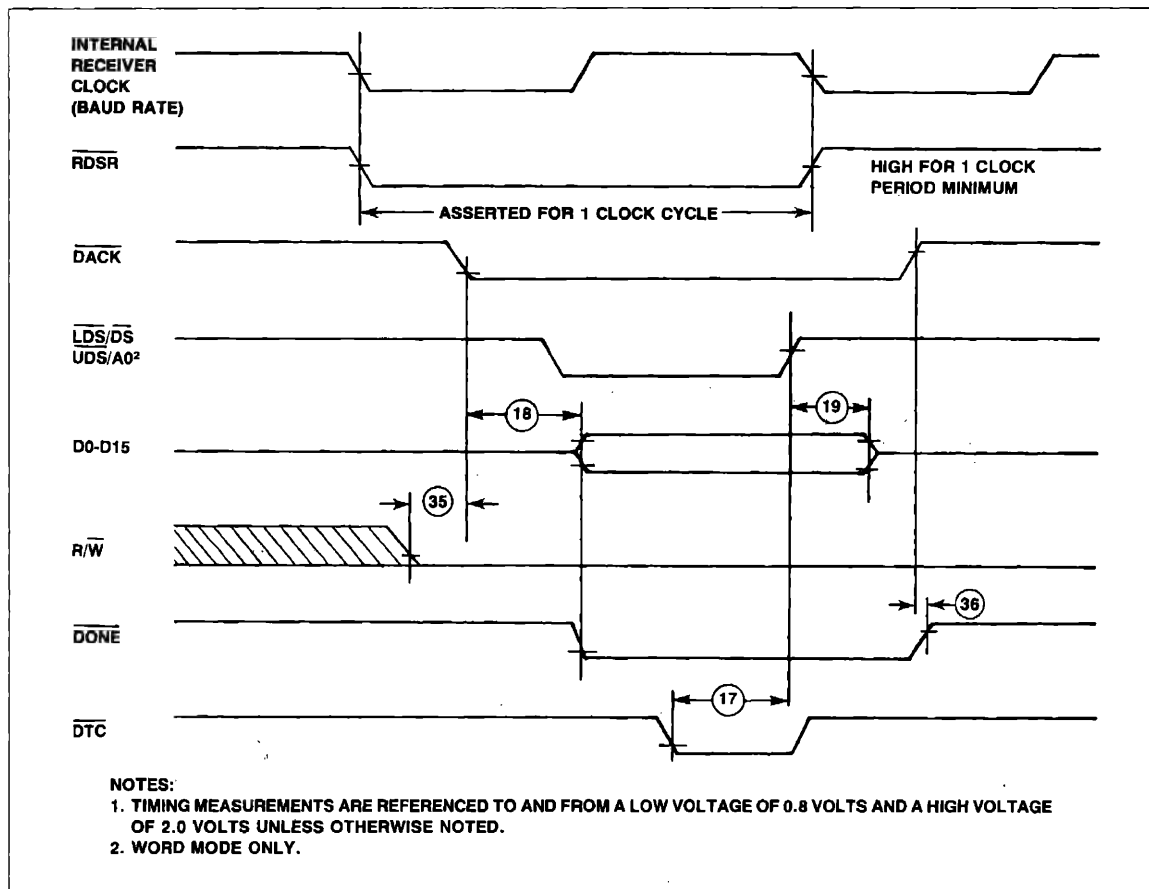 INTERNAL
RECEIVER
CLOCK
(BAUD RATE)
RDSR
HIGH FOR 1 CLOCK
PERIOD MINIMUM
ASSERTED FOR 1 CLOCK CYCLE
DACK
LDS/DS
UDS/A0²
18
19
D0-D15
35
R/W
36
DONE
17
DTC
NOTES:
1. TIMING MEASUREMENTS ARE REFERENCED TO AND FROM A LOW VOLTAGE OF 0.8 VOLTS AND A HIGH VOLTAGE
OF 2.0 VOLTS UNLESS OTHERWISE NOTED.
2. WORD MODE ONLY.